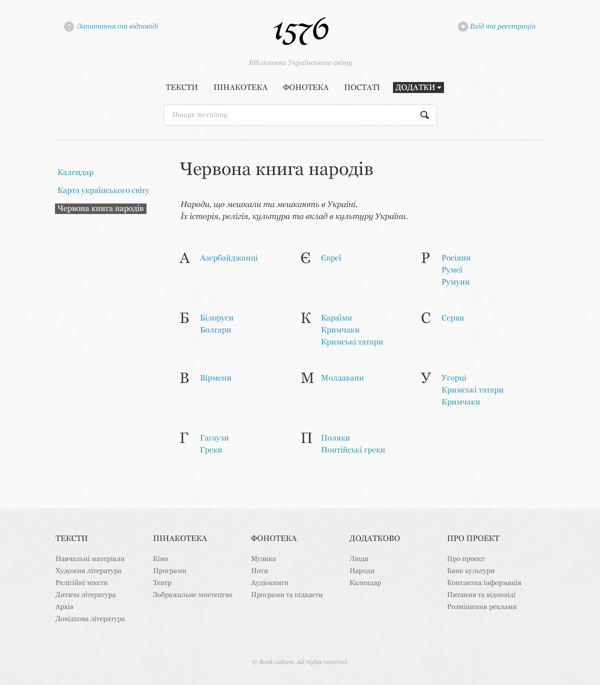 Запитання та відповіді
1576
Вхід та реєстрація
Бібліотека Українського світу
ТЕКСТИ ПІНАКОТЕКА ФОНОТЕКА ПОСТАТІ ДОДАТКИ
Пошук по сайту
Календар
Карта українського світу
Червона книга народів
Червона книга народів
Народи, що мешкали та мешкають в Україні.
Їх історія, релігія, культура та вклад в культуру України.
А Азербайджанці
Є Євреї
Р Росіяни
Румеї
Румуни
Б Білоруси
Болгари
К Караїми
Кримчаки
Кримські татари
С Серви
В Вірмени
М Молдавани
У Угорці
Кримські татари
Кримчаки
Г Гагаузи
Греки
П Поляки
Понтійські греки
ТЕКСТИ
Навчальні матеріали
Художня література
Релігійні тексти
Дитяча література
Архів
Довідкова література
ПІНАКОТЕКА
Кіно
Програми
Театр
Зображальне мистецтво
ФОНОТЕКА
Музика
Ноти
Аудіокниги
Програми та підкасти
ДОДАТКОВО
Люди
Народи
Календар
ПРО ПРОЕКТ
Про проект
Банк культури
Контактна інформація
Питання та відповіді
Розміщення реклами
© Bank culture. All rights reserved.